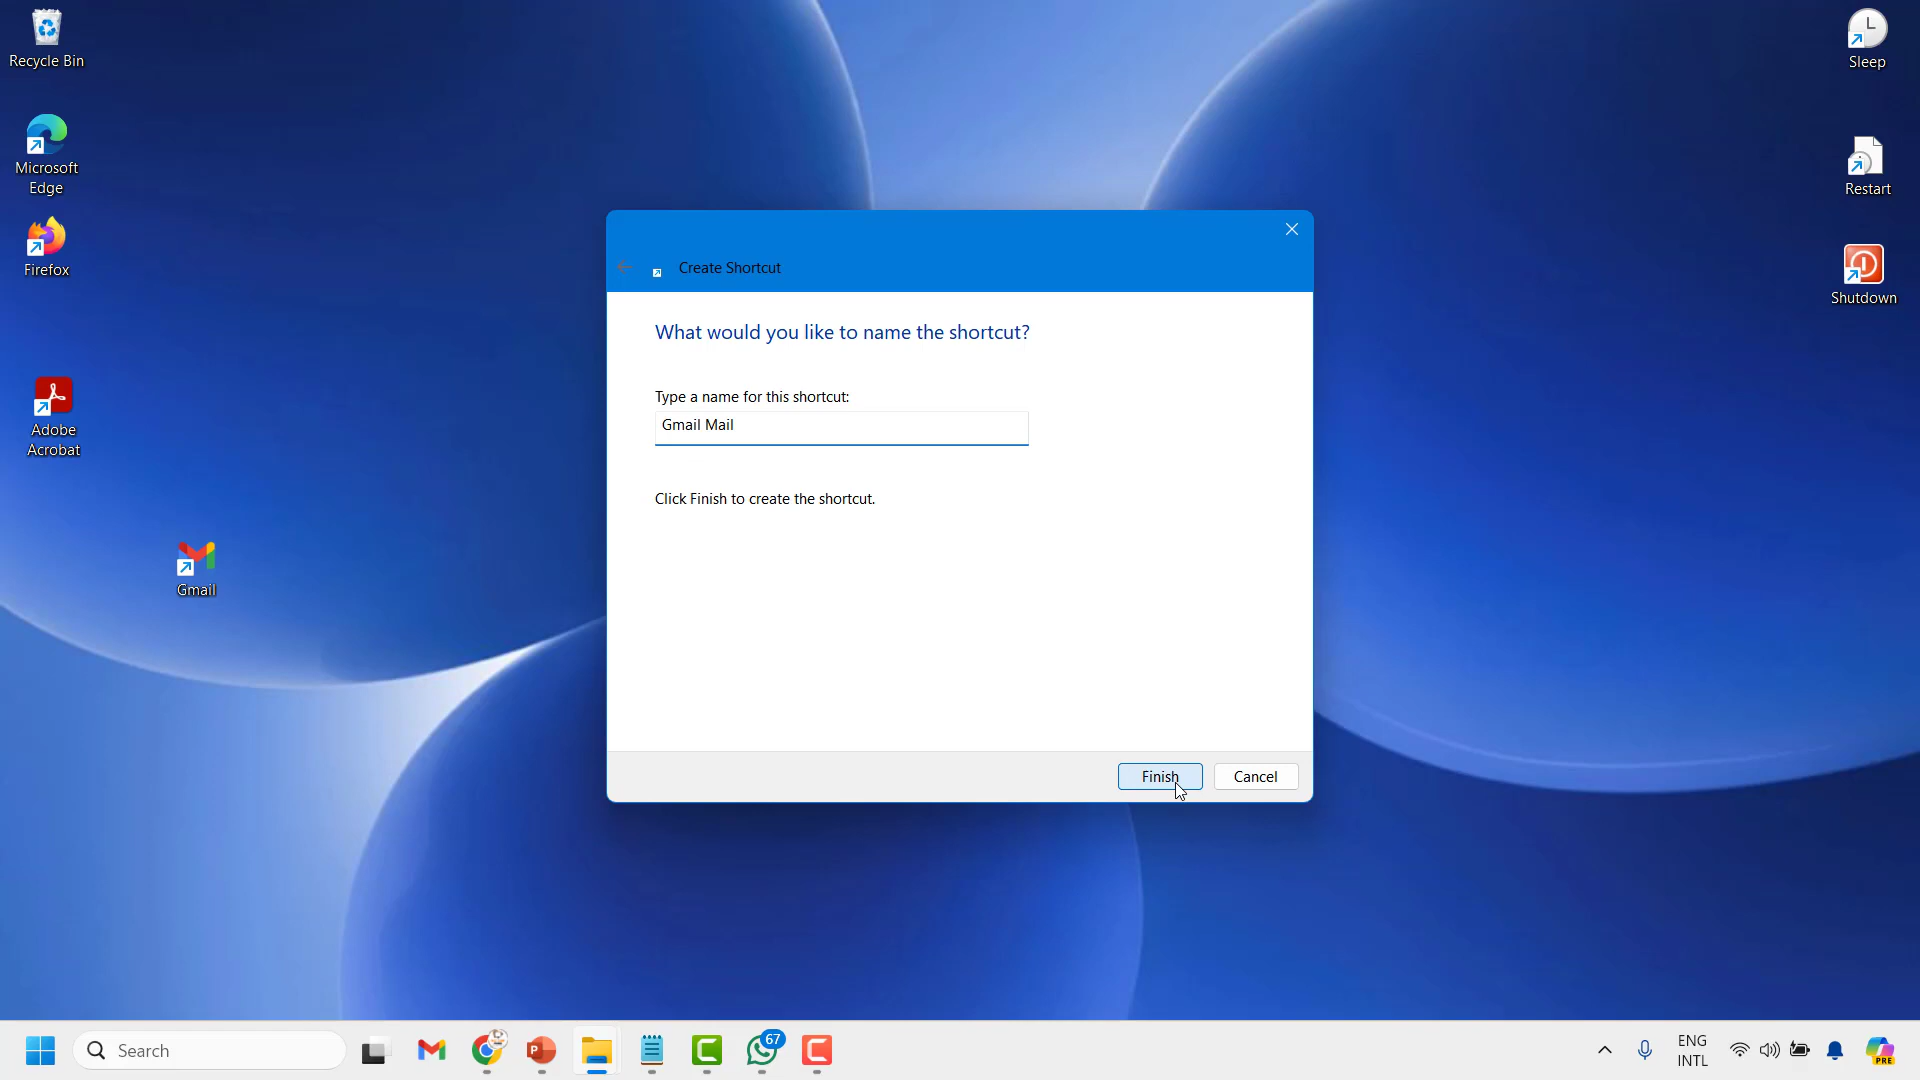 Recycle Bin
Microsoft
Edge
Firefox
Adobe
Acrobat
Gmail
Create Shortcut
What would you like to name the shortcut?
Type a name for this shortcut:
Gmail Mail
Click Finish to create the shortcut.
Finish
Cancel
Sleep
Restart
Shutdown
Search
P
67
ENG
INTL
PRE